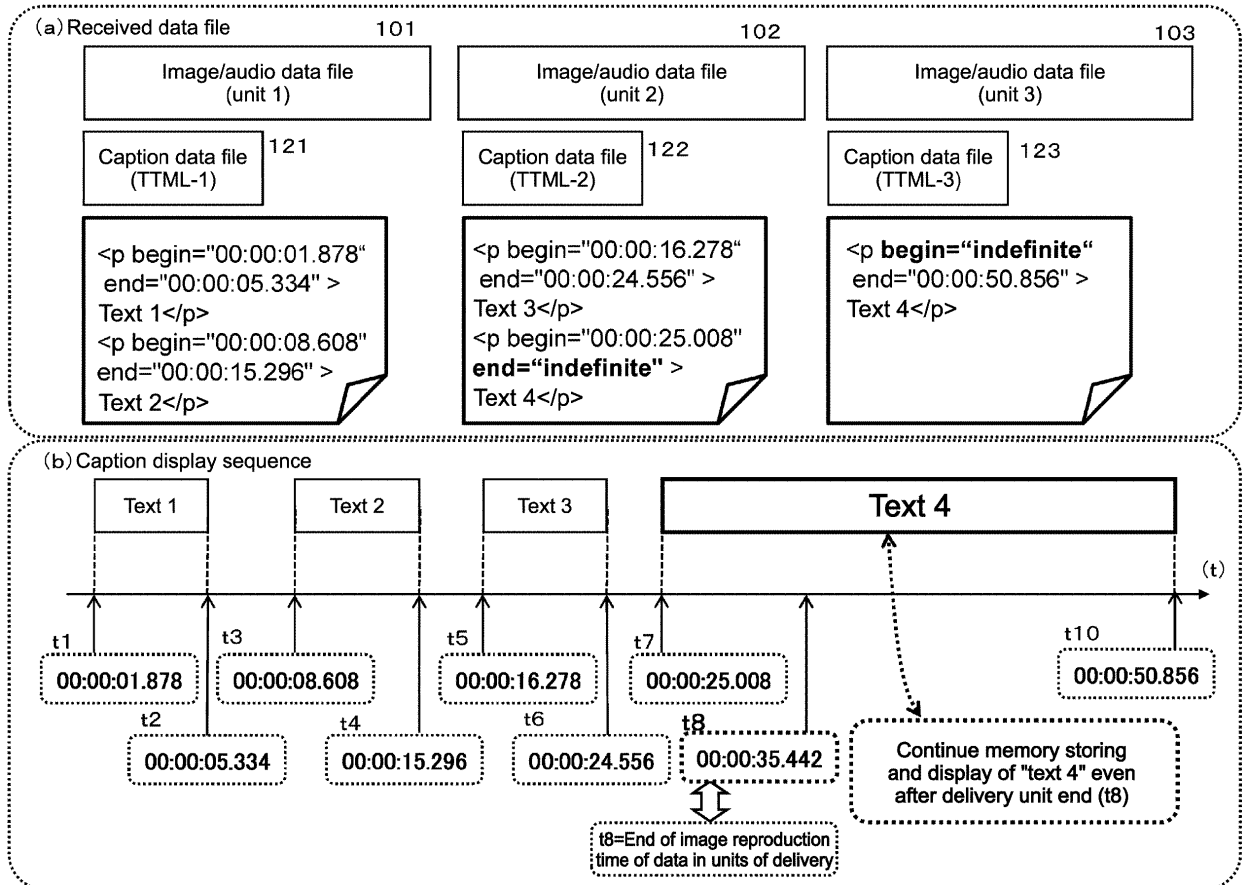 (a) Received data file
101
102
103
Image/audio data file
(unit 1)
Image/audio data file
(unit 2)
Image/audio data file
(unit 3)
Caption data file
(TTML-1)
121
Caption data file
(TTML-2)
122
Caption data file
(TTML-3)
123
<p begin="00:00:01.878“
end="00:00:05.334" >
Text 1</p>
<p begin="00:00:08.608"
end="00:00:15.296" >
Text 2</p>
<p begin="00:00:16.278“
end="00:00:24.556" >
Text 3</p>
<p begin="00:00:25.008"
end=“indefinite" >
Text 4</p>
<p begin=“indefinite“
end="00:00:50.856" >
Text 4</p>
(b) Caption display sequence
Text 1
Text 2
Text 3
Text 4
(t)
t1
00:00:01.878
t3
00:00:08.608
t5
00:00:16.278
t7
00:00:25.008
t10
00:00:50.856
t2
00:00:05.334
t4
00:00:15.296
t6
00:00:24.556
t8
00:00:35.442
Continue memory storing
and display of "text 4" even
after delivery unit end (t8)
t8=End of image reproduction
time of data in units of delivery